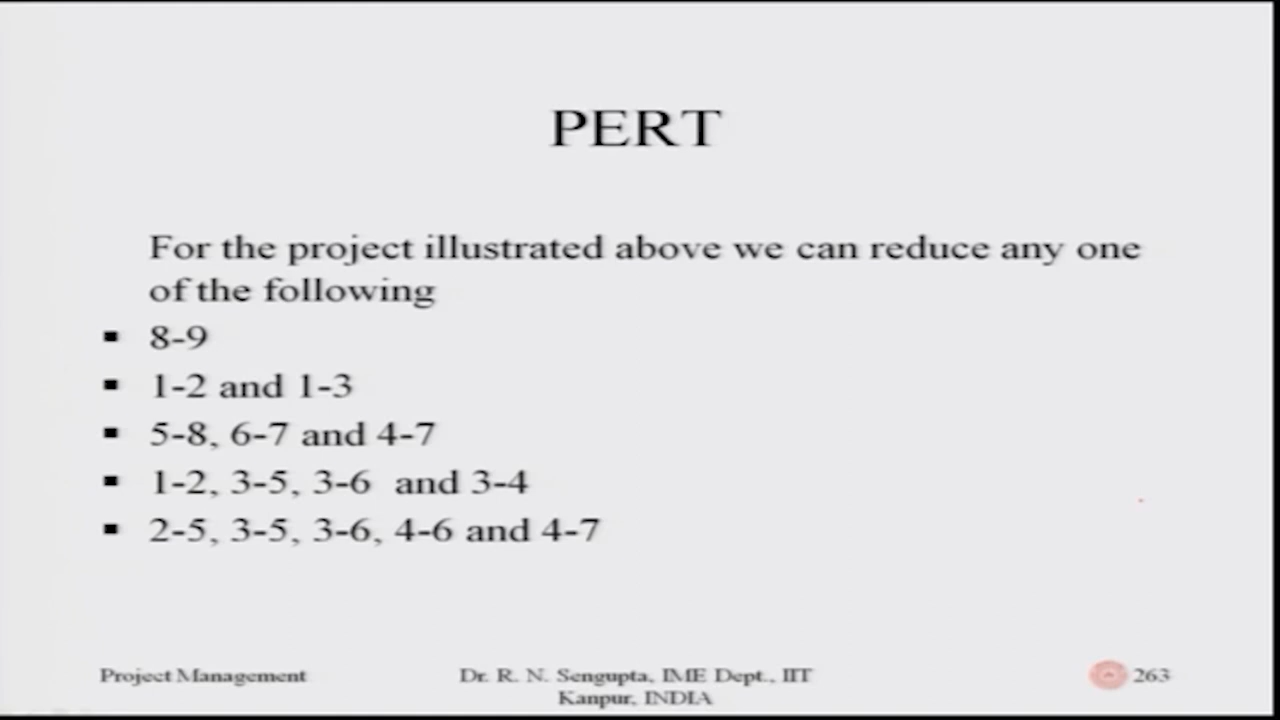 PERT
For the project illustrated above we can reduce any one
of the following
▪ 8-9
▪ 1-2 and 1-3
▪ 5-8, 6-7 and 4-7
▪ 1-2, 3-5, 3-6 and 3-4
▪ 2-5, 3-5, 3-6, 4-6 and 4-7
Project Management
Dr. R. N. Sengupta, IME Dept., IIT
Kanpur, INDIA
263